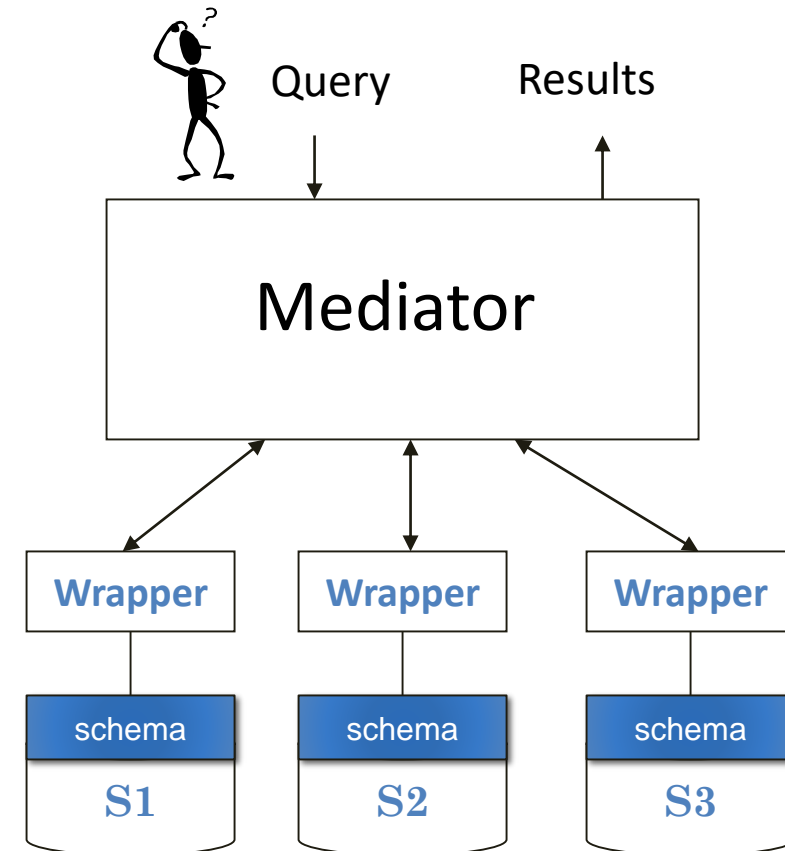 ?
Query Results
Mediator
Wrapper Wrapper Wrapper
schema schema schema
S1 S2 S3